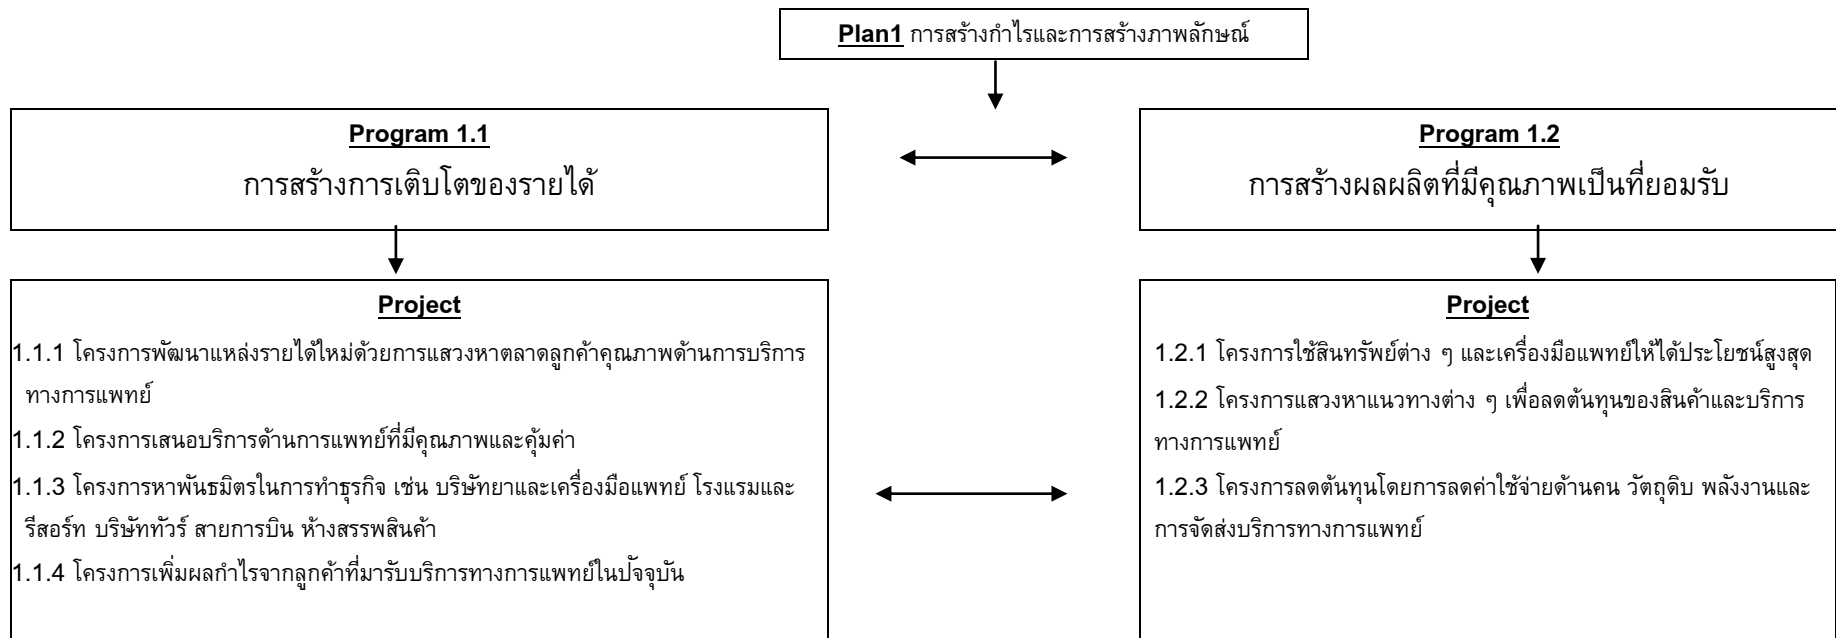 Plan1 การสร้างกำไรและการสร้างภาพลักษณ์
Program 1.1
การสร้างการเติบโตของรายได้
Program 1.2
การสร้างผลผลิตที่มีคุณภาพเป็นที่ยอมรับ
Project
1.1.1 โครงการพัฒนาแหล่งรายได้ใหม่ด้วยการแสวงหาตลาดลูกค้าคุณภาพด้านการบริการ
ทางการแพทย์
1.1.2 โครงการเสนอบริการด้านการแพทย์ที่มีคุณภาพและคุ้มค่า
1.1.3 โครงการหาพันธมิตรในการทำธุรกิจ เช่น บริษัทยาและเครื่องมือแพทย์ โรงแรมและ
รีสอร์ท บริษัททัวร์ สายการบิน ห้างสรรพสินค้า
1.1.4 โครงการเพิ่มผลกำไรจากลูกค้าที่มารับบริการทางการแพทย์ในปัจจุบัน
Project
1.2.1 โครงการใช้สินทรัพย์ต่าง ๆ และเครื่องมือแพทย์ให้ได้ประโยชน์สูงสุด
1.2.2 โครงการแสวงหาแนวทางต่าง ๆ เพื่อลดต้นทุนของสินค้าและบริการ
ทางการแพทย์
1.2.3 โครงการลดต้นทุนโดยการลดค่าใช้จ่ายด้านคน วัตถุดิบ พลังงานและ
การจัดส่งบริการทางการแพทย์